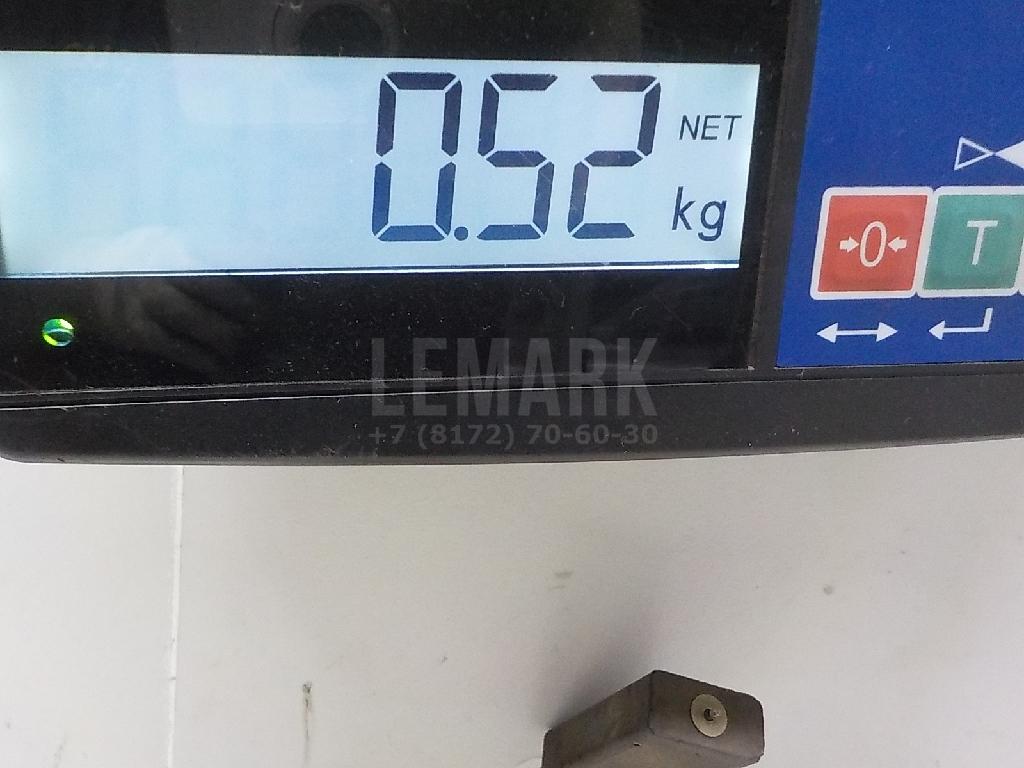 0.52
NET
kg
0
T
LEMARK
+7 (8172) 70-60-30